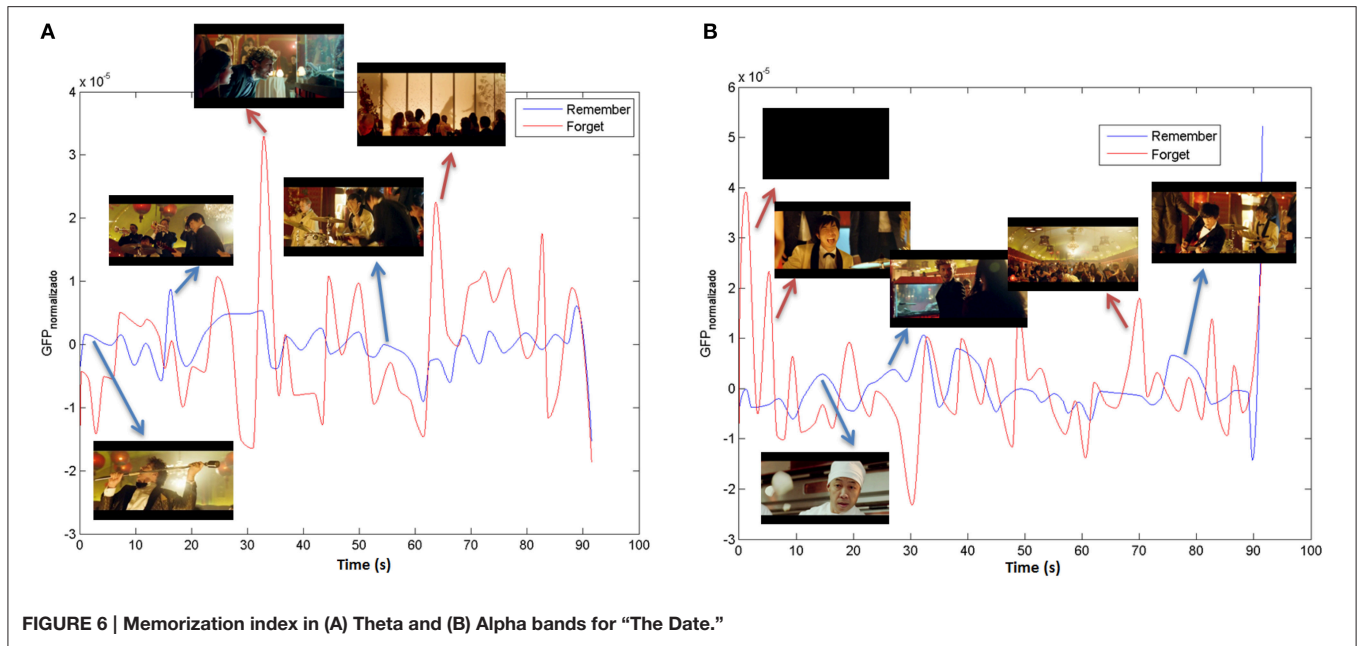 A
x 10⁻⁵
4
3
2
1
0
-1
-2
-3
GFPnormalizado
0 10 20 30 40 50 60 70 80 90 100
Time (s)
Remember
Forget
B
x 10⁻⁵
6
5
4
3
2
1
0
-1
-2
-3
GFPnormalizado
0 10 20 30 40 50 60 70 80 90 100
Time (s)
Remember
Forget
FIGURE 6 | Memorization index in (A) Theta and (B) Alpha bands for “The Date.”